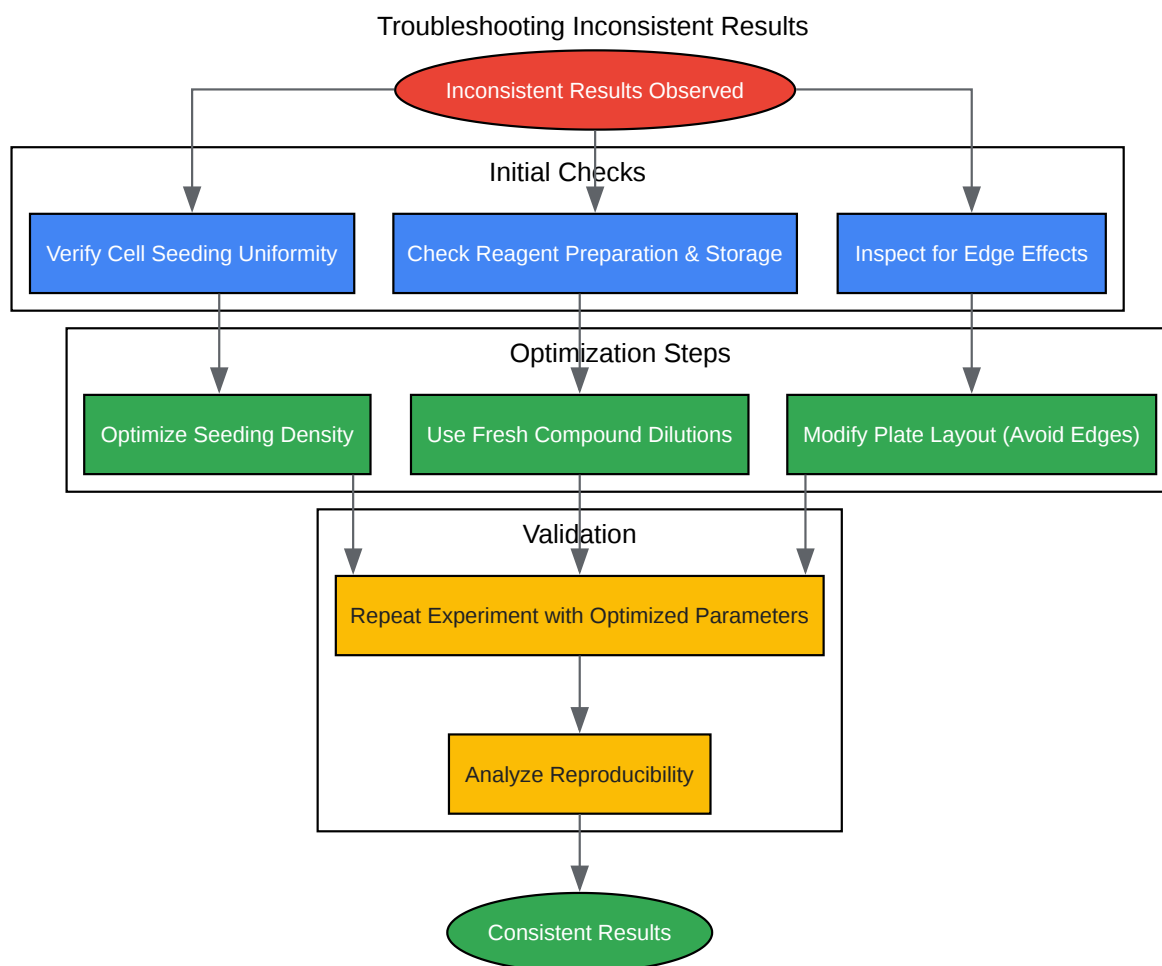 Troubleshooting Inconsistent Results
Inconsistent Results Observed
Initial Checks
Verify Cell Seeding Uniformity
Check Reagent Preparation & Storage
Inspect for Edge Effects
Optimization Steps
Optimize Seeding Density
Use Fresh Compound Dilutions
Modify Plate Layout (Avoid Edges)
Validation
Repeat Experiment with Optimized Parameters
Analyze Reproducibility
Consistent Results